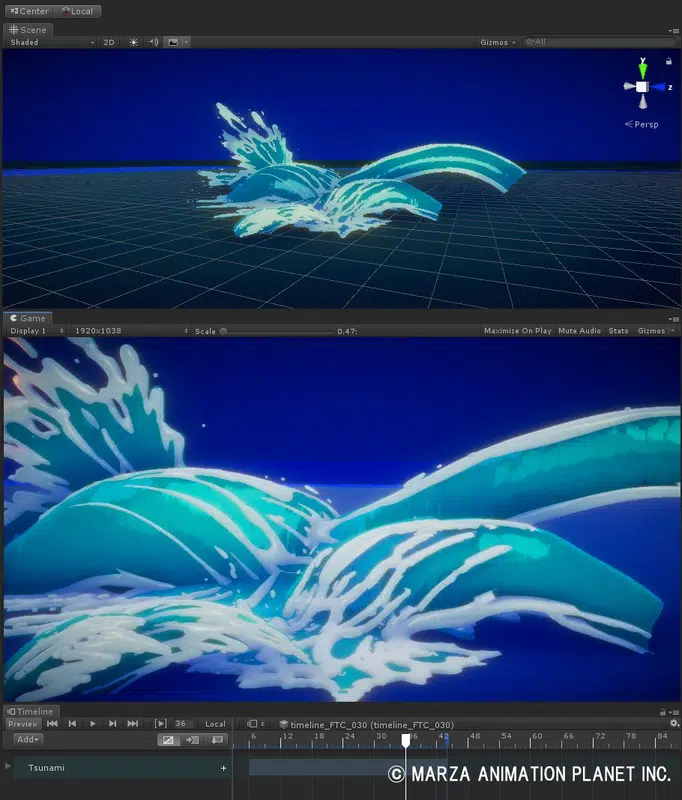 Center Local
Scene
Shaded 2D Gizmos All
y
z
Persp
Game
Display 1 1920x1038 Scale 0.47: Maximize On Play Mute Audio Stats Gizmos
Timeline
Preview 36 Local timeline_FTC_030 (timeline_FTC_030)
Add 6 12 18 24 30 36 42 48 54 60 66 72 78 84
Tsunami +
© MARZA ANIMATION PLANET INC.